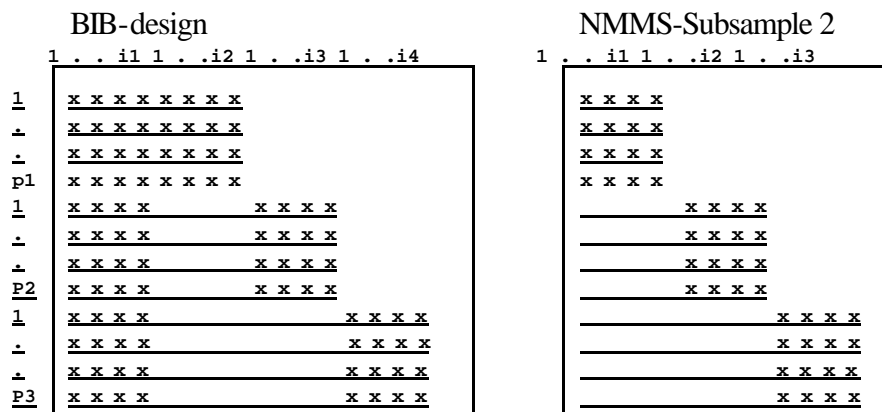 BIB-design NMMS-Subsample 2
1 . . i1 1 . .i2 1 . .i3 1 . .i4 1 . . i1 1 . .i2 1 . .i3
1 x x x x x x x x x x x x
. x x x x x x x x x x x x
. x x x x x x x x x x x x
p1 x x x x x x x x x x x x
1 x x x x x x x x x x x x
. x x x x x x x x x x x x
. x x x x x x x x x x x x
P2 x x x x x x x x x x x x
1 x x x x x x x x x x x x
. x x x x x x x x x x x x
. x x x x x x x x x x x x
P3 x x x x x x x x x x x x